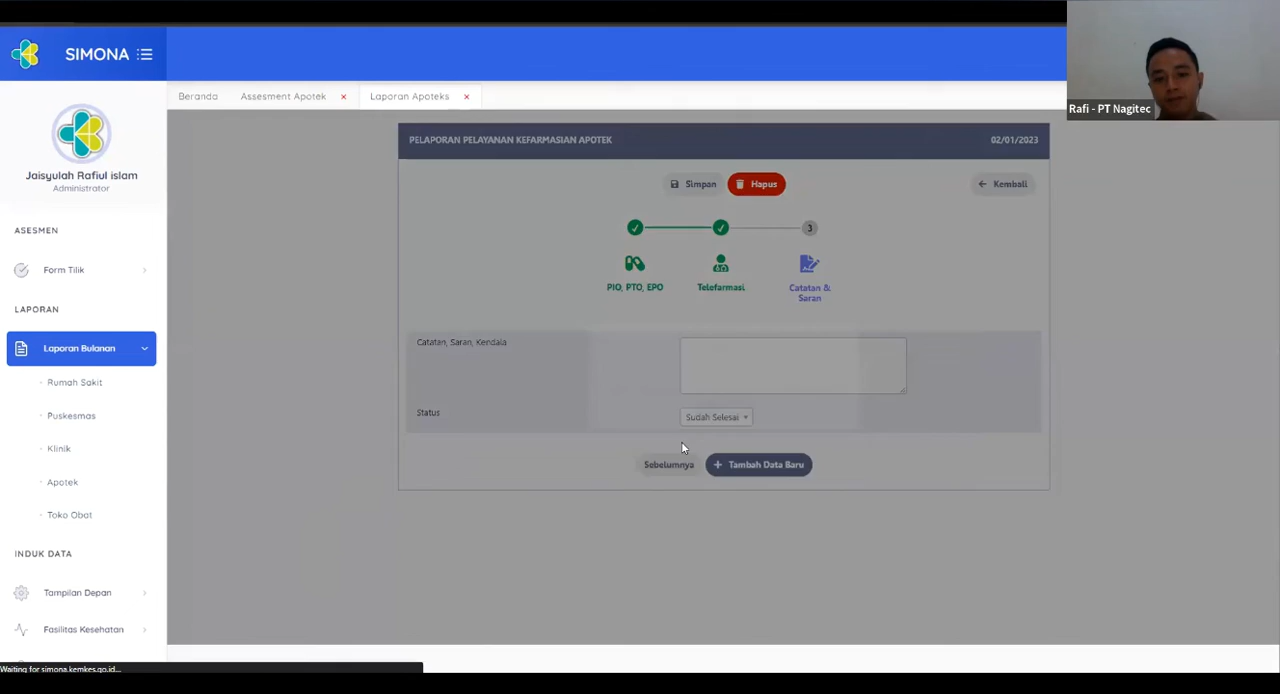 SIMONA
Rafi - PT Nagitec
Beranda
Assesment Apotek
Laporan Apoteks
Jaisyulah Rafiul islam
Administrator
ASESMEN
Form Tilik
LAPORAN
Laporan Bulanan
Rumah Sakit
Puskesmas
Klinik
Apotek
Toko Obat
INDUK DATA
Tampilan Depan
Fasilitas Kesehatan
PELAPORAN PELAYANAN KEFARMASIAN APOTEK
02/01/2023
Simpan
Hapus
Kembali
3
PIO, PTO, EPO
Telefarmasi
Catatan &
Saran
Catatan, Saran, Kendala
Status
Sudah Selesai
Sebelumnya
+ Tambah Data Baru
Waiting for simona.kemkes.go.id...